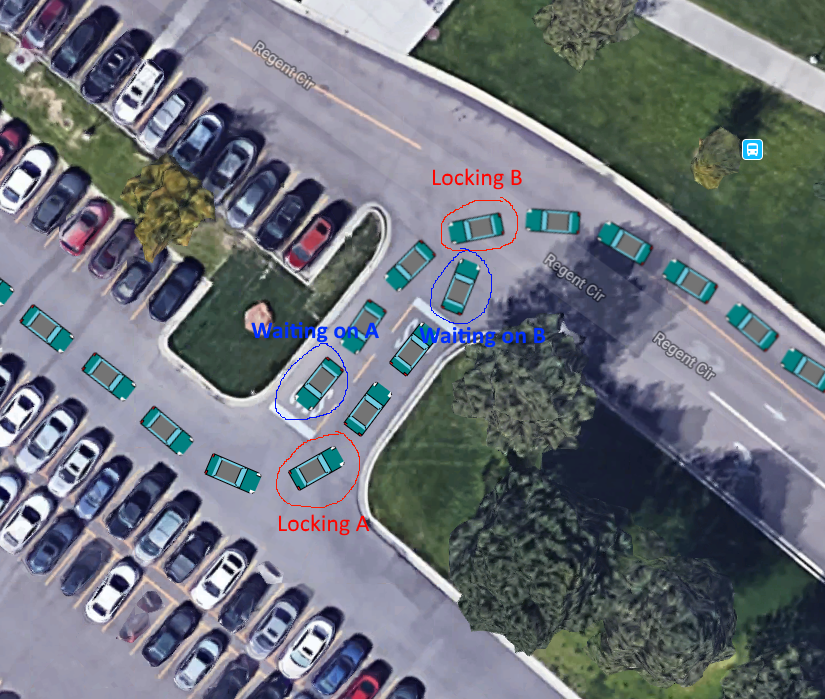 Regent Cir
Locking B
Regent Cir
Waiting on A
Waiting on B
Regent Cir
Locking A